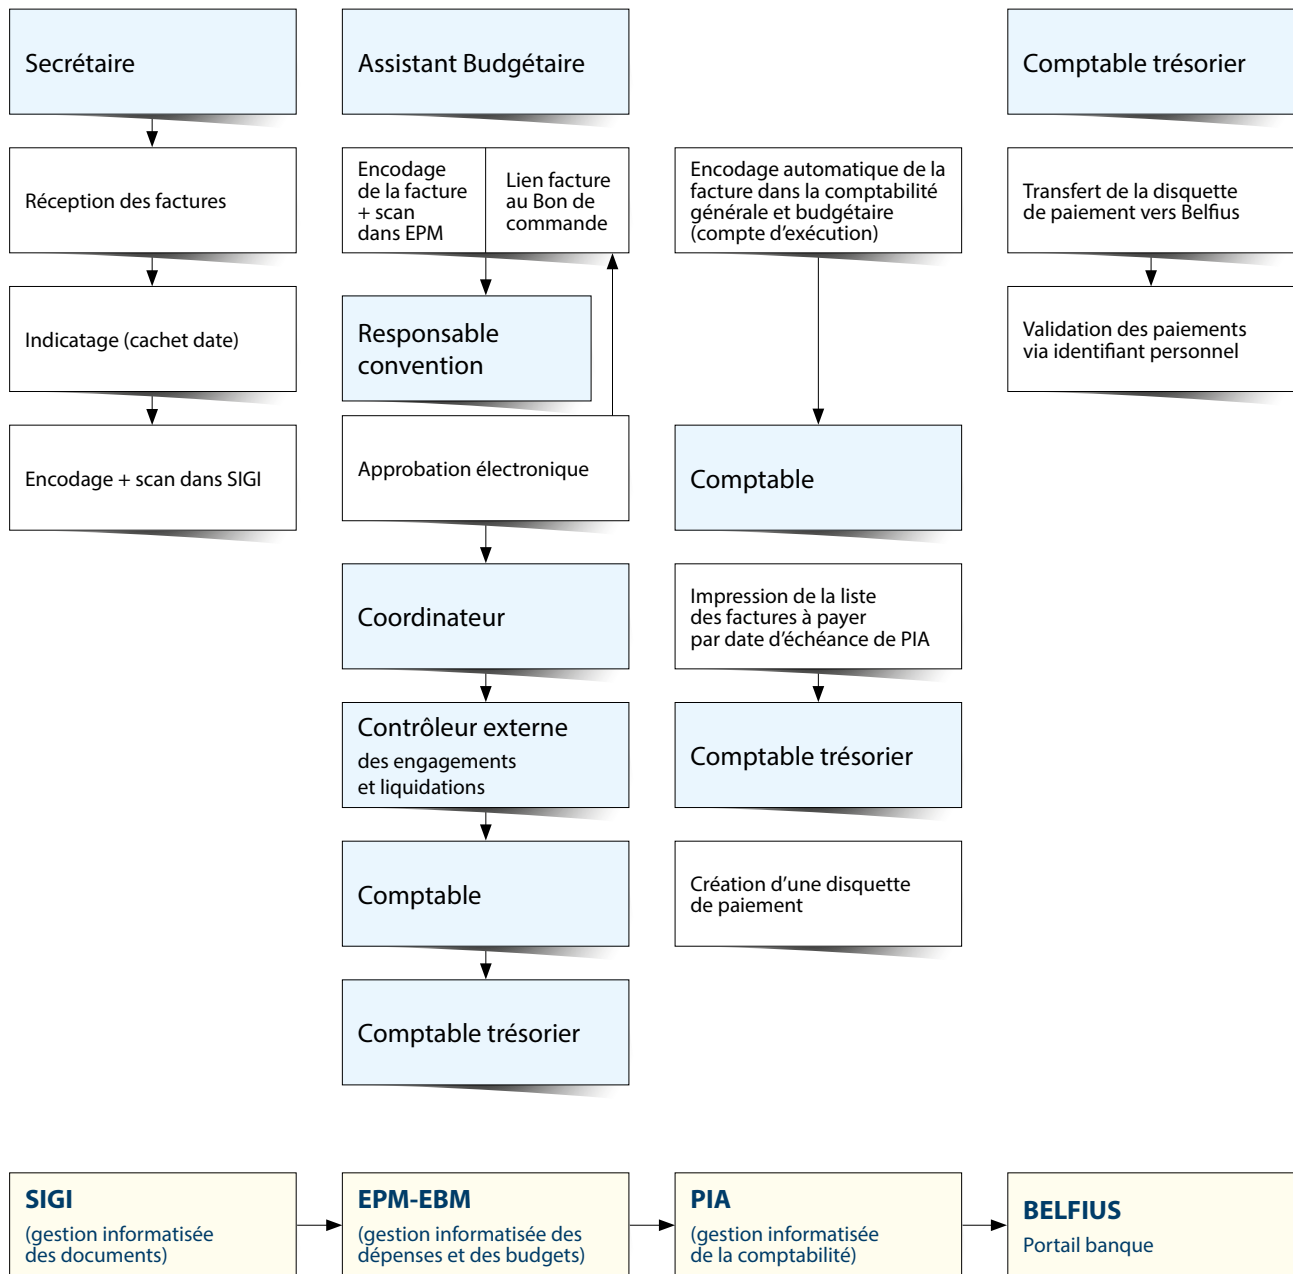 Secrétaire
Réception des factures
Indicatage (cachet date)
Encodage + scan dans SIGI
Assistant Budgétaire
Encodage
de la facture
+ scan
dans EPM
Lien facture
au Bon de
commande
Responsable
convention
Approbation électronique
Coordinateur
Contrôleur externe
des engagements
et liquidations
Comptable
Comptable trésorier
Encodage automatique de la
facture dans la comptabilité
générale et budgétaire
(compte d’exécution)
Comptable
Impression de la liste
des factures à payer
par date d’échéance de PIA
Comptable trésorier
Création d’une disquette
de paiement
Comptable trésorier
Transfert de la disquette
de paiement vers Belfius
Validation des paiements
via identifiant personnel
SIGI
(gestion informatisée
des documents)
EPM-EBM
(gestion informatisée des
dépenses et des budgets)
PIA
(gestion informatisée
de la comptabilité)
BELFIUS
Portail banque